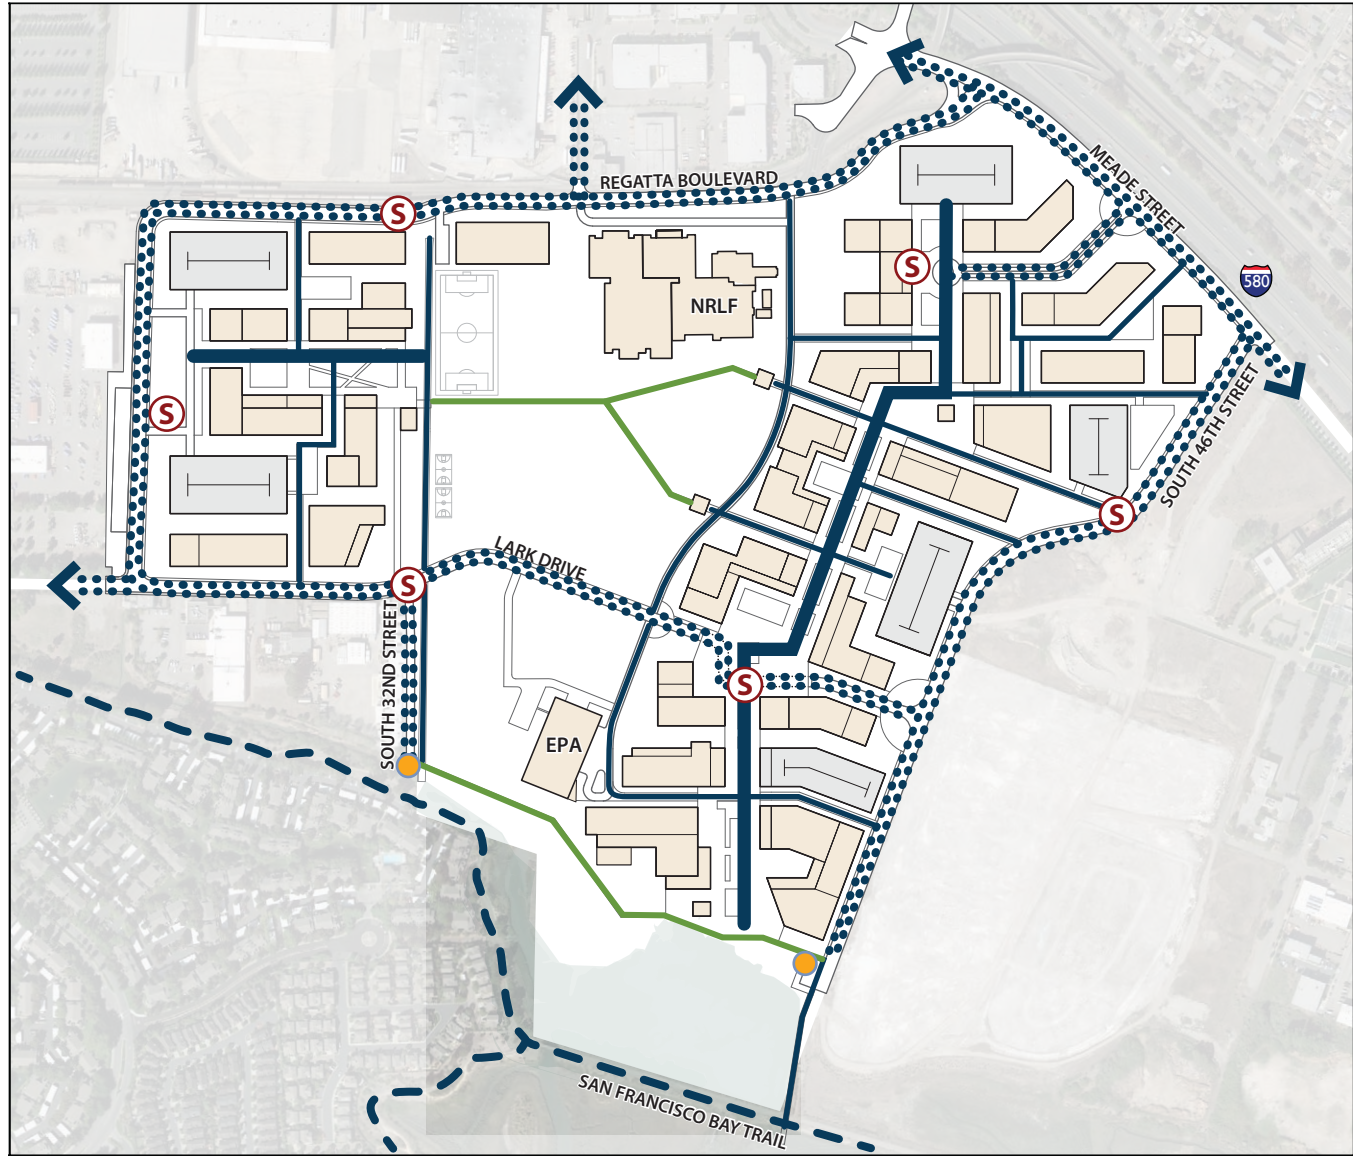 MEADE STREET
REGATTA BOULEVARD
S
S
580
NRLF
S
SOUTH 46TH STREET
S
LARK DRIVE
S
SOUTH 32ND STREET
S
EPA
SAN FRANCISCO BAY TRAIL